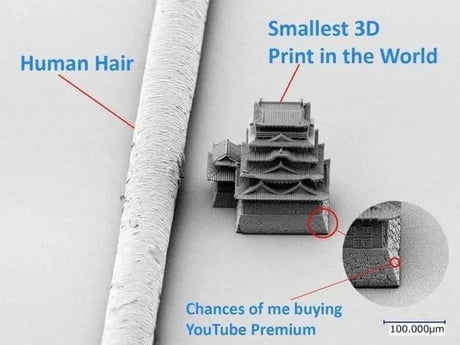 Smallest 3D
Print in the World
Human Hair
Chances of me buying
YouTube Premium
100.000µm